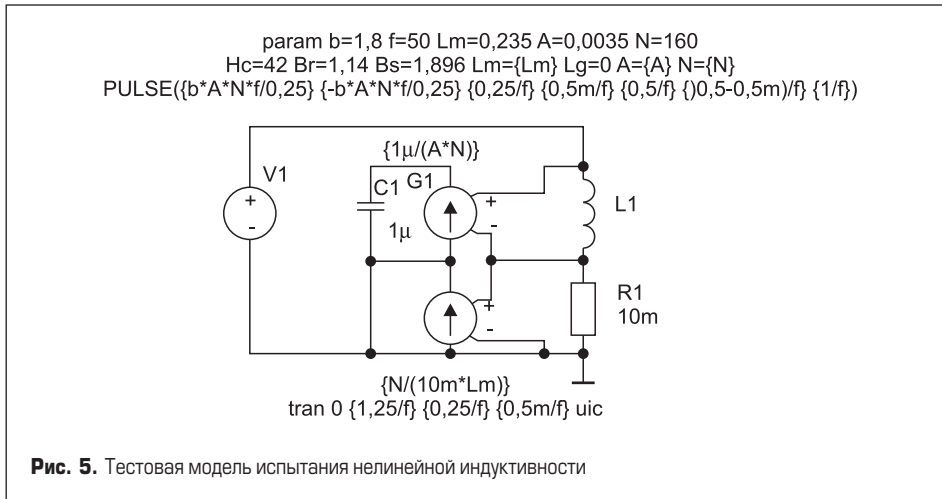 param b=1,8 f=50 Lm=0,235 A=0,0035 N=160
Hc=42 Br=1,14 Bs=1,896 Lm={Lm} Lg=0 A={A} N={N}
PULSE({b*A*N*f/0,25} {-b*A*N*f/0,25} {0,25/f} {0,5m/f} {0,5/f} {)0,5-0,5m)/f} {1/f})
{1μ/(A*N)}
V1
C1
G1
+
-
+
-
1μ
L1
+
-
R1
10m
{N/(10m*Lm)}
tran 0 {1,25/f} {0,25/f} {0,5m/f} uic
Рис. 5. Тестовая модель испытания нелинейной индуктивности